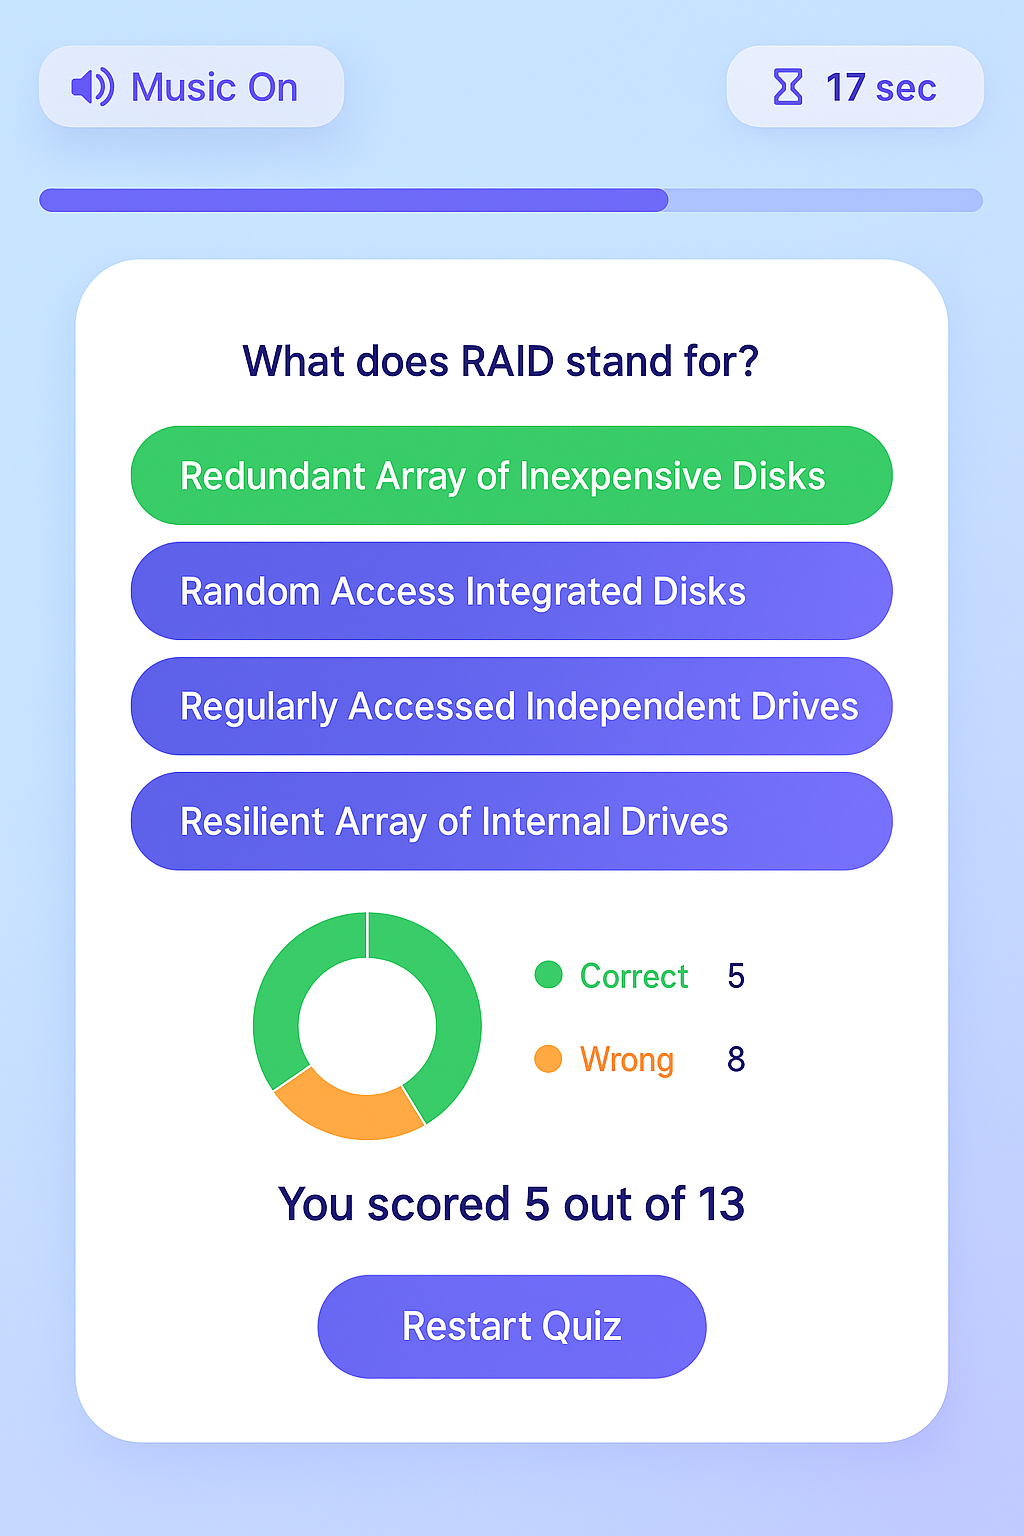 Music On
17 sec
What does RAID stand for?
Redundant Array of Inexpensive Disks
Random Access Integrated Disks
Regularly Accessed Independent Drives
Resilient Array of Internal Drives
Correct 5
Wrong 8
You scored 5 out of 13
Restart Quiz